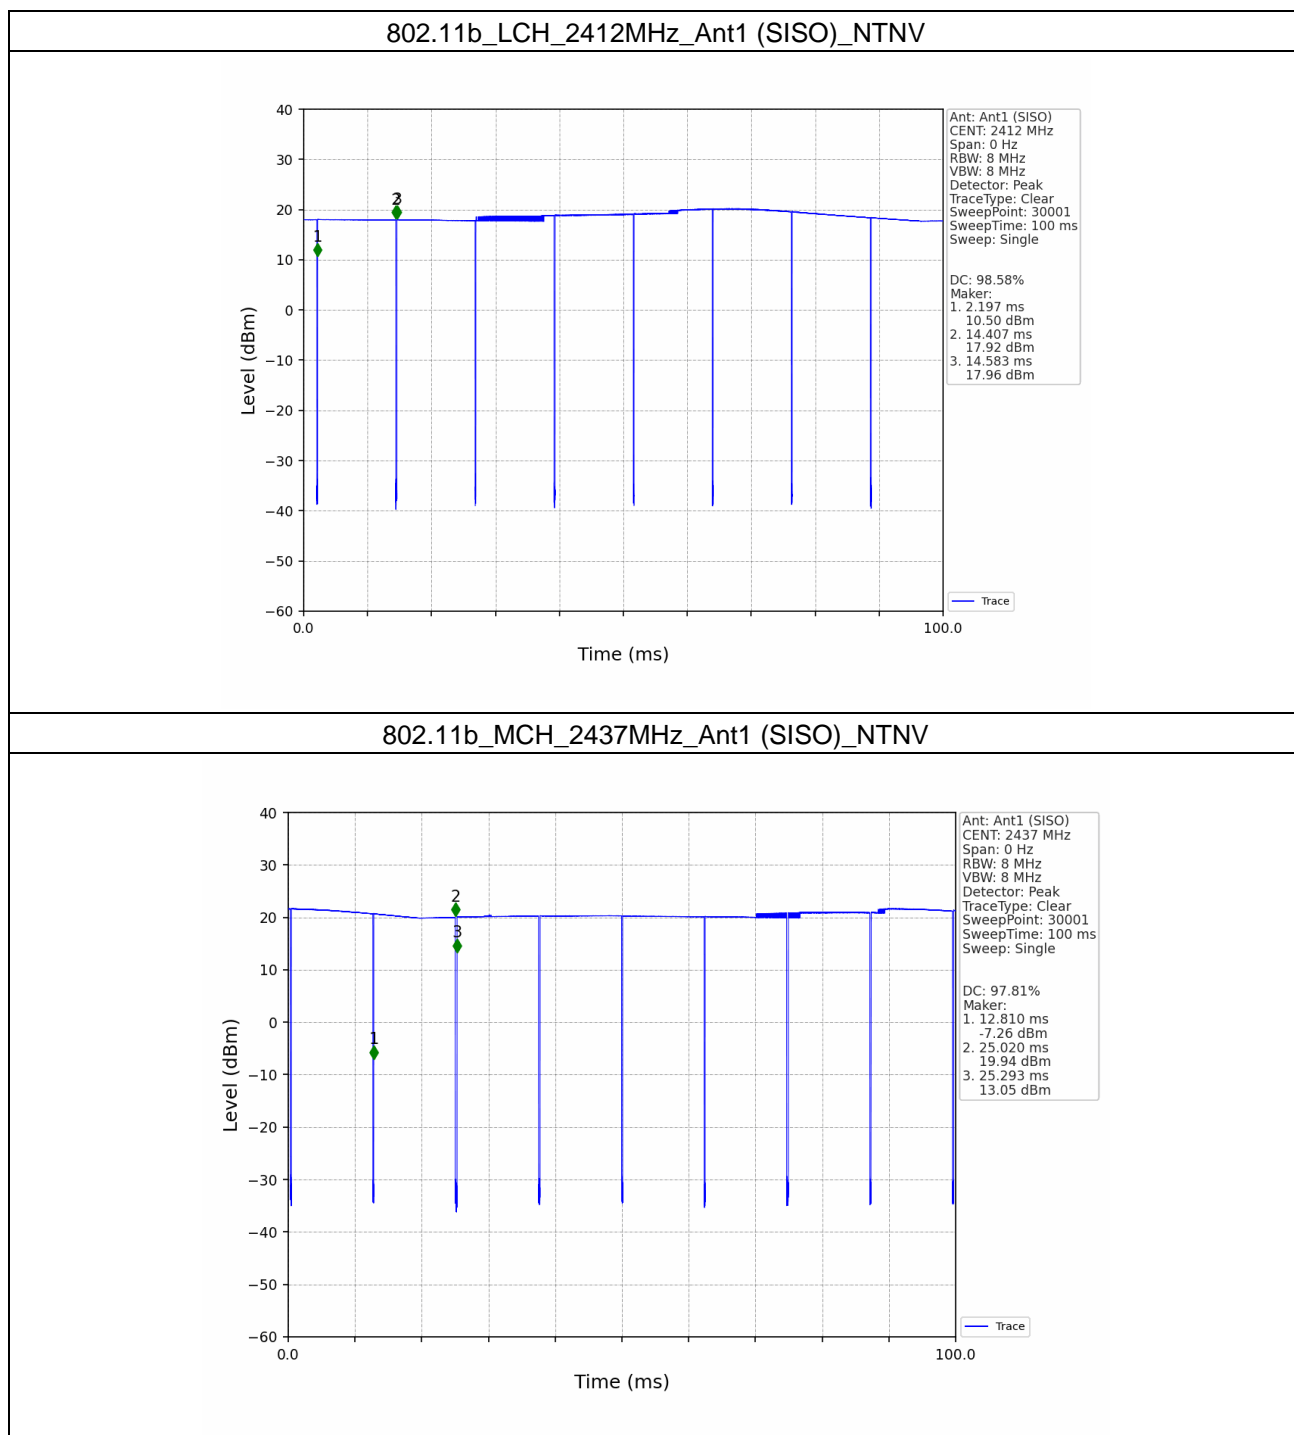 802.11b_LCH_2412MHz_Ant1 (SISO)_NTNV
40
30
20
10
0
−10
−20
−30
−40
−50
−60
Level (dBm)
0.0
100.0
Time (ms)
1
2
3
Ant: Ant1 (SISO)
CENT: 2412 MHz
Span: 0 Hz
RBW: 8 MHz
VBW: 8 MHz
Detector: Peak
TraceType: Clear
SweepPoint: 30001
SweepTime: 100 ms
Sweep: Single
DC: 98.58%
Maker:
1. 2.197 ms
10.50 dBm
2. 14.407 ms
17.92 dBm
3. 14.583 ms
17.96 dBm
Trace
802.11b_MCH_2437MHz_Ant1 (SISO)_NTNV
40
30
20
10
0
−10
−20
−30
−40
−50
−60
Level (dBm)
0.0
100.0
Time (ms)
1
2
3
Ant: Ant1 (SISO)
CENT: 2437 MHz
Span: 0 Hz
RBW: 8 MHz
VBW: 8 MHz
Detector: Peak
TraceType: Clear
SweepPoint: 30001
SweepTime: 100 ms
Sweep: Single
DC: 97.81%
Maker:
1. 12.810 ms
-7.26 dBm
2. 25.020 ms
19.94 dBm
3. 25.293 ms
13.05 dBm
Trace